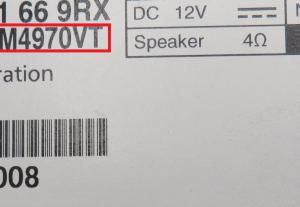 1 66 9RX
M4970VT
ration
008
DC 12V
Speaker 4Ω